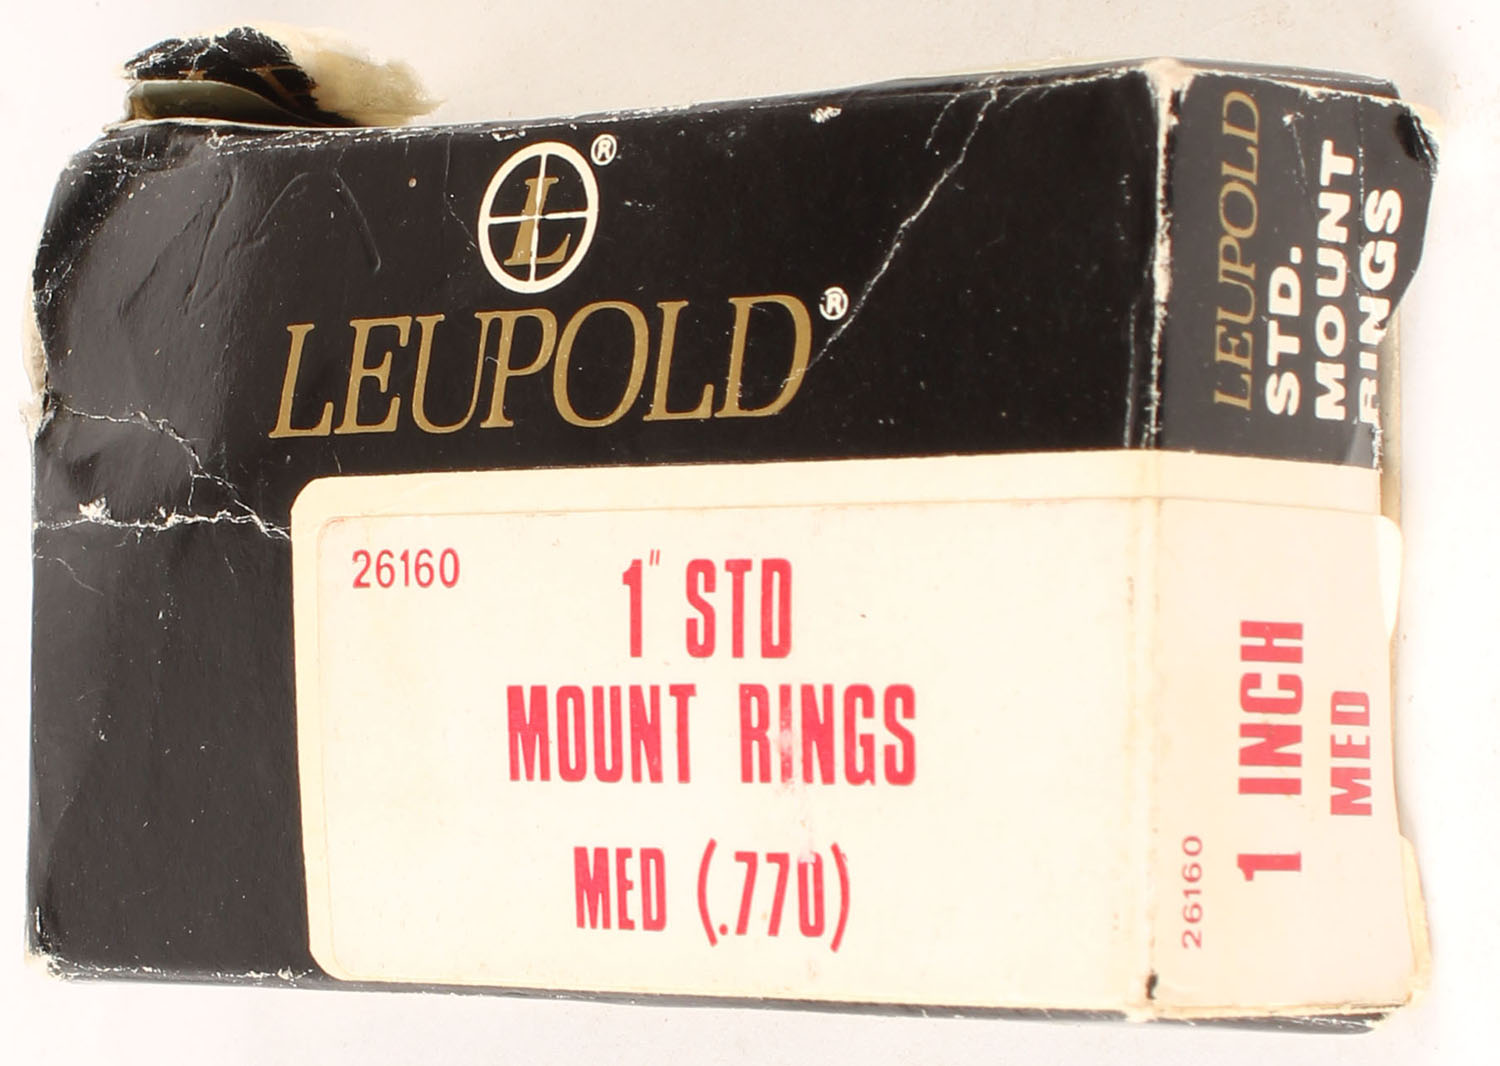 L®
LEUPOLD®
26160
1" STD
MOUNT RINGS
MED (.770)
LEUPOLD
STD.
MOUNT
RINGS
1 INCH
MED
26160